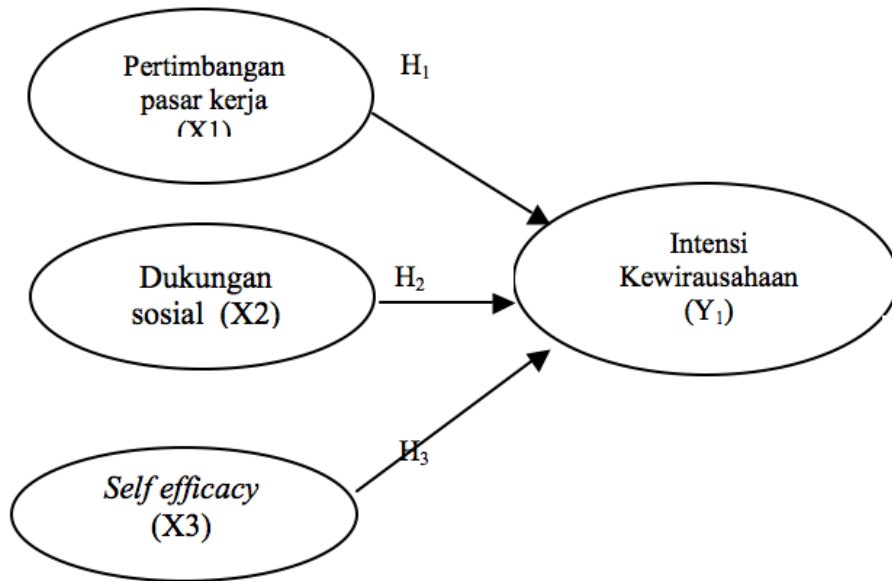 Pertimbangan
pasar kerja
(X1)
H₁
Dukungan
sosial (X2)
H₂
Intensi
Kewirausahaan
(Y₁)
H₃
Self efficacy
(X3)